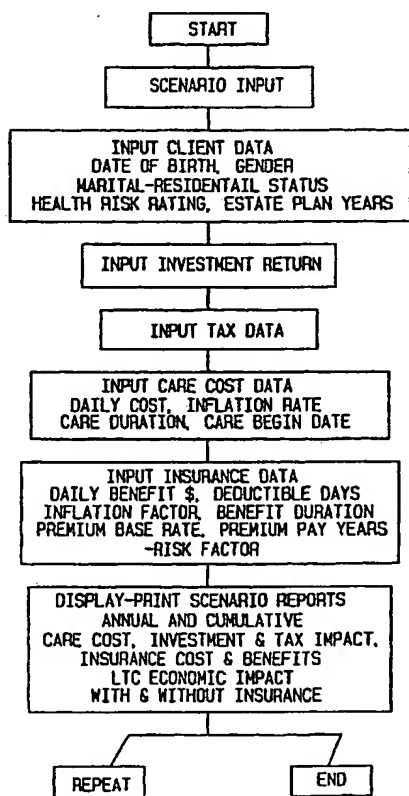 START
SCENARIO INPUT
INPUT CLIENT DATA
DATE OF BIRTH, GENDER
MARITAL-RESIDENTAIL STATUS
HEALTH RISK RATING, ESTATE PLAN YEARS
INPUT INVESTMENT RETURN
INPUT TAX DATA
INPUT CARE COST DATA
DAILY COST, INFLATION RATE
CARE DURATION, CARE BEGIN DATE
INPUT INSURANCE DATA
DAILY BENEFIT $, DEDUCTIBLE DAYS
INFLATION FACTOR, BENEFIT DURATION
PREMIUM BASE RATE, PREMIUM PAY YEARS
-RISK FACTOR
DISPLAY-PRINT SCENARIO REPORTS
ANNUAL AND CUMULATIVE
CARE COST, INVESTMENT & TAX IMPACT,
INSURANCE COST & BENEFITS
LTC ECONOMIC IMPACT
WITH & WITHOUT INSURANCE
REPEAT
END